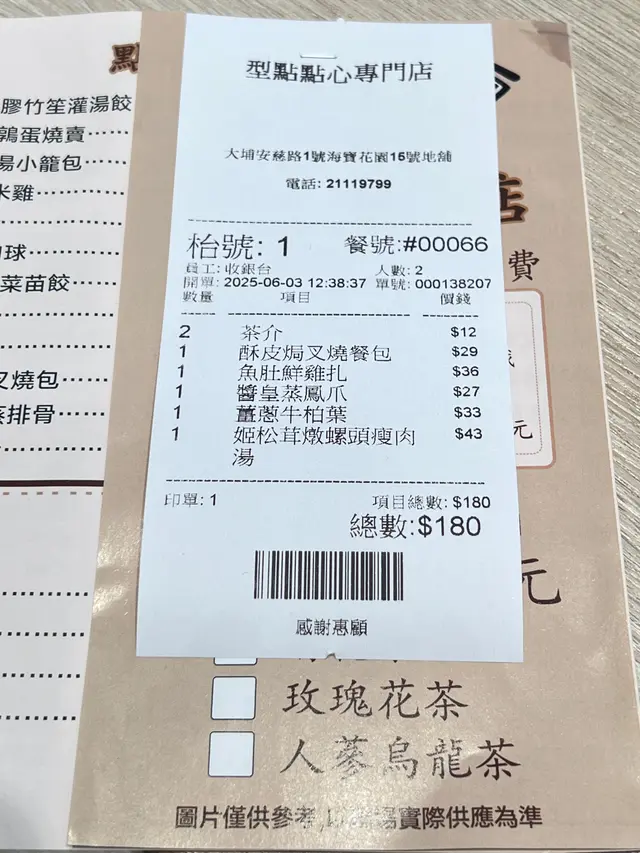 點
膠竹笙灌湯餃
鶉蛋燒賣……
湯小籠包……
米雞
球
菜苗餃……
叉燒包……
蒸排骨……
型點點心專門店
大埔安慈路1號海寶花園15號地舖
電話: 21119799
枱號: 1 餐號:#00066
員工: 收銀台 人數: 2
開單: 2025-06-03 12:38:37 單號: 000138207
數量 項目 價錢
2 茶介 $12
1 酥皮焗叉燒餐包 $29
1 魚肚鮮雞扎 $36
1 醬皇蒸鳳爪 $27
1 薑蔥牛柏葉 $33
1 姬松茸燉螺頭瘦肉湯 $43
印單: 1 項目總數: $180
總數:$180
感謝惠顧
店
費
元
元
玫瑰花茶
人蔘烏龍茶
圖片僅供參考,以 實際供應為準